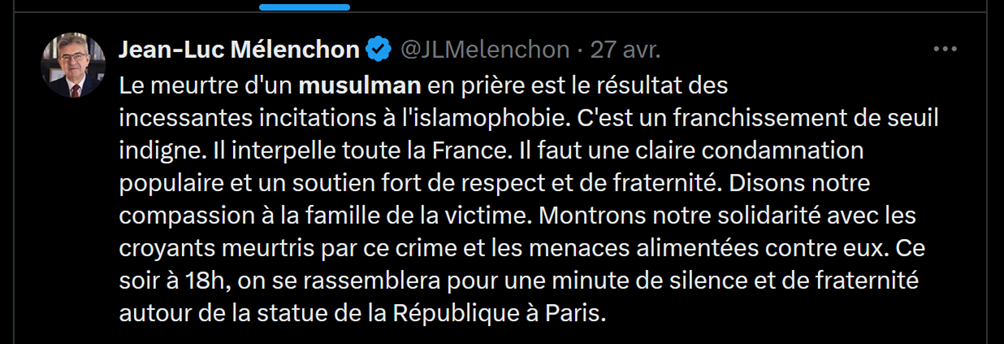 Jean-Luc Mélenchon @JLMelenchon · 27 avr.
Le meurtre d'un musulman en prière est le résultat des
incessantes incitations à l'islamophobie. C'est un franchissement de seuil
indigne. Il interpelle toute la France. Il faut une claire condamnation
populaire et un soutien fort de respect et de fraternité. Disons notre
compassion à la famille de la victime. Montrons notre solidarité avec les
croyants meurtris par ce crime et les menaces alimentées contre eux. Ce
soir à 18h, on se rassemblera pour une minute de silence et de fraternité
autour de la statue de la République à Paris.